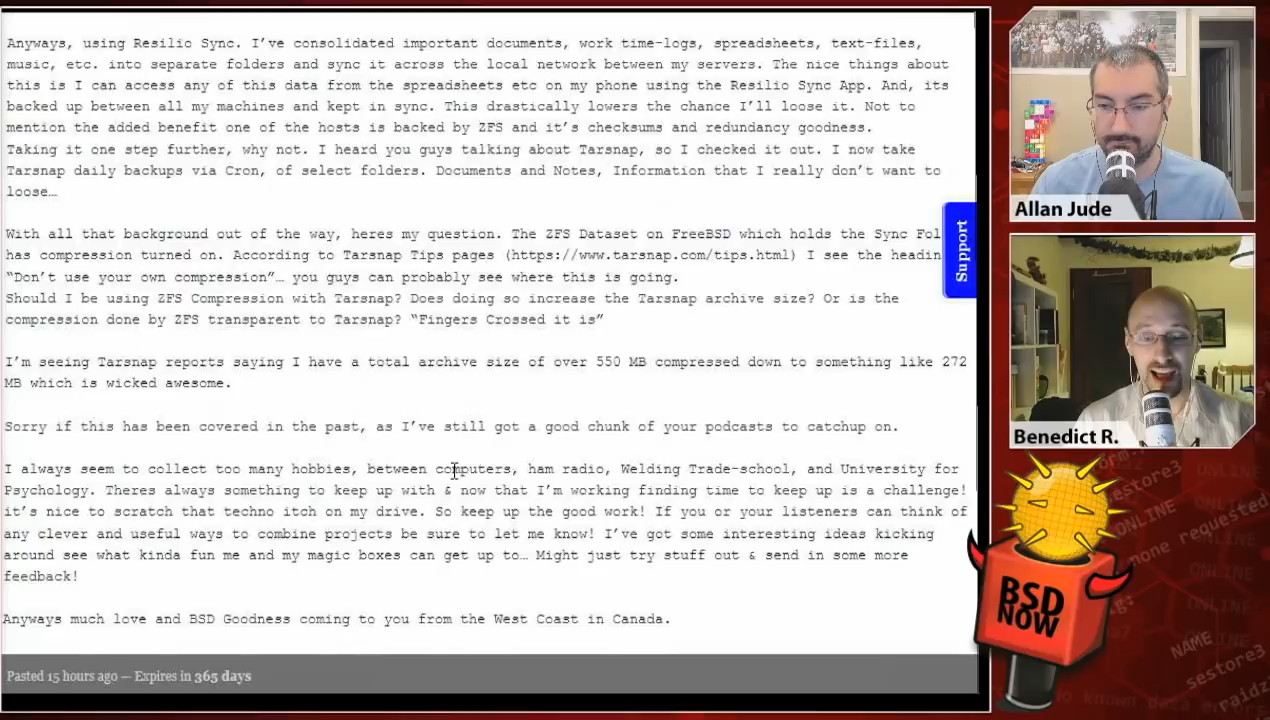 Anyways, using Resilio Sync. I've consolidated important documents, work time-logs, spreadsheets, text-files,
music, etc. into separate folders and sync it across the local network between my servers. The nice things about
this is I can access any of this data from the spreadsheets etc on my phone using the Resilio Sync App. And, its
backed up between all my machines and kept in sync. This drastically lowers the chance I'll loose it. Not to
mention the added benefit one of the hosts is backed by ZFS and it's checksums and redundancy goodness.
Taking it one step further, why not. I heard you guys talking about Tarsnap, so I checked it out. I now take
Tarsnap daily backups via Cron, of select folders. Documents and Notes, Information that I really don't want to
loose…
With all that background out of the way, heres my question. The ZFS Dataset on FreeBSD which holds the Sync Fol
has compression turned on. According to Tarsnap Tips pages (https://www.tarsnap.com/tips.html) I see the headin
"Don't use your own compression"… you guys can probably see where this is going.
Should I be using ZFS Compression with Tarsnap? Does doing so increase the Tarsnap archive size? Or is the
compression done by ZFS transparent to Tarsnap? "Fingers Crossed it is"
I'm seeing Tarsnap reports saying I have a total archive size of over 550 MB compressed down to something like 272
MB which is wicked awesome.
Sorry if this has been covered in the past, as I've still got a good chunk of your podcasts to catchup on.
I always seem to collect too many hobbies, between computers, ham radio, Welding Trade-school, and University for
Psychology. Theres always something to keep up with & now that I'm working finding time to keep up is a challenge!
it's nice to scratch that techno itch on my drive. So keep up the good work! If you or your listeners can think of
any clever and useful ways to combine projects be sure to let me know! I've got some interesting ideas kicking
around see what kinda fun me and my magic boxes can get up to… Might just try stuff out & send in some more
feedback!
Anyways much love and BSD Goodness coming to you from the West Coast in Canada.
Pasted 15 hours ago — Expires in 365 days
Support
Allan Jude
Benedict R.
BSD
NOW